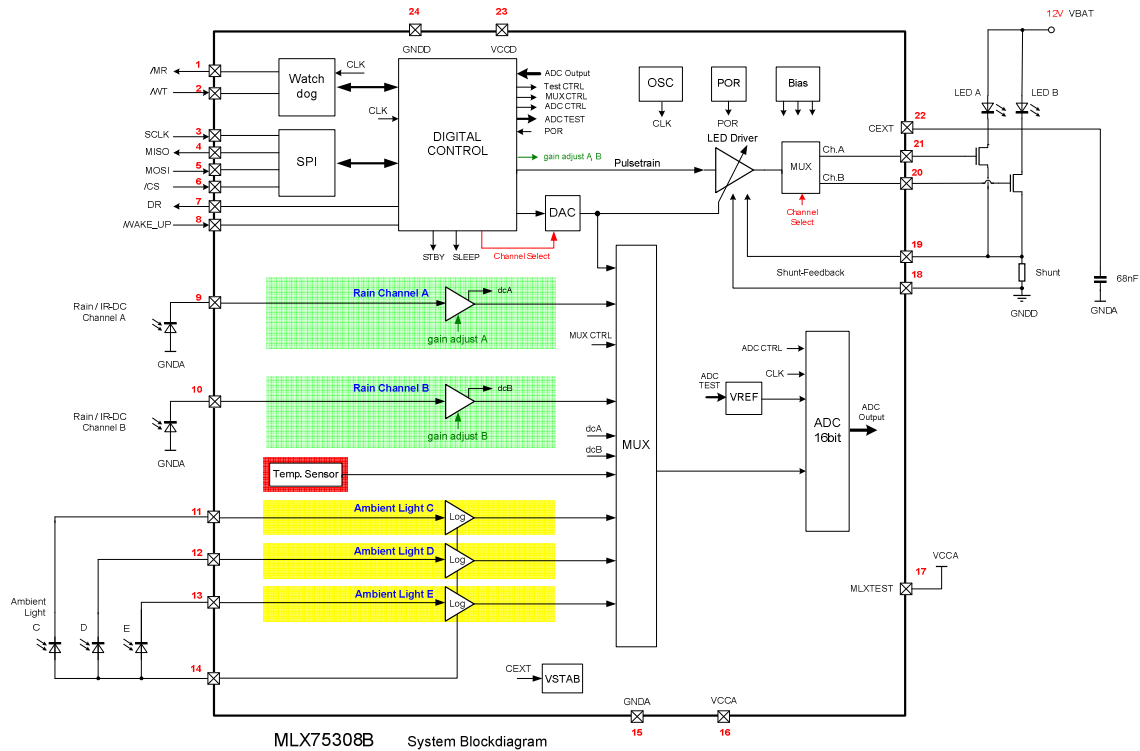 24
23
GNDD
VCCD
12V VBAT
1
/MR
2
/WT
Watch
dog
CLK
CLK
3
SCLK
4
MISO
5
MOSI
6
/CS
7
DR
8
/WAKE_UP
SPI
DIGITAL
CONTROL
ADC Output
Test CTRL
MUX CTRL
ADC CTRL
ADC TEST
POR
gain adjust A, B
Pulsetrain
OSC
CLK
POR
POR
Bias
LED Driver
MUX
Ch.A
Ch.B
Channel
Select
LED A
LED B
22
CEXT
21
20
19
18
Shunt-Feedback
Shunt
GNDD
68nF
GNDA
DAC
STBY
SLEEP
Channel Select
9
Rain / IR-DC
Channel A
GNDA
Rain Channel A
dcA
gain adjust A
MUX CTRL
10
Rain / IR-DC
Channel B
GNDA
Rain Channel B
dcB
gain adjust B
dcA
dcB
MUX
ADC CTRL
CLK
ADC
TEST
VREF
ADC
16bit
ADC
Output
Temp. Sensor
11
Ambient Light C
Log
12
Ambient Light D
Log
13
Ambient Light E
Log
Ambient
Light
C
D
E
14
17
VCCA
MLXTEST
CEXT
VSTAB
GNDA
VCCA
15
16
MLX75308B System Blockdiagram